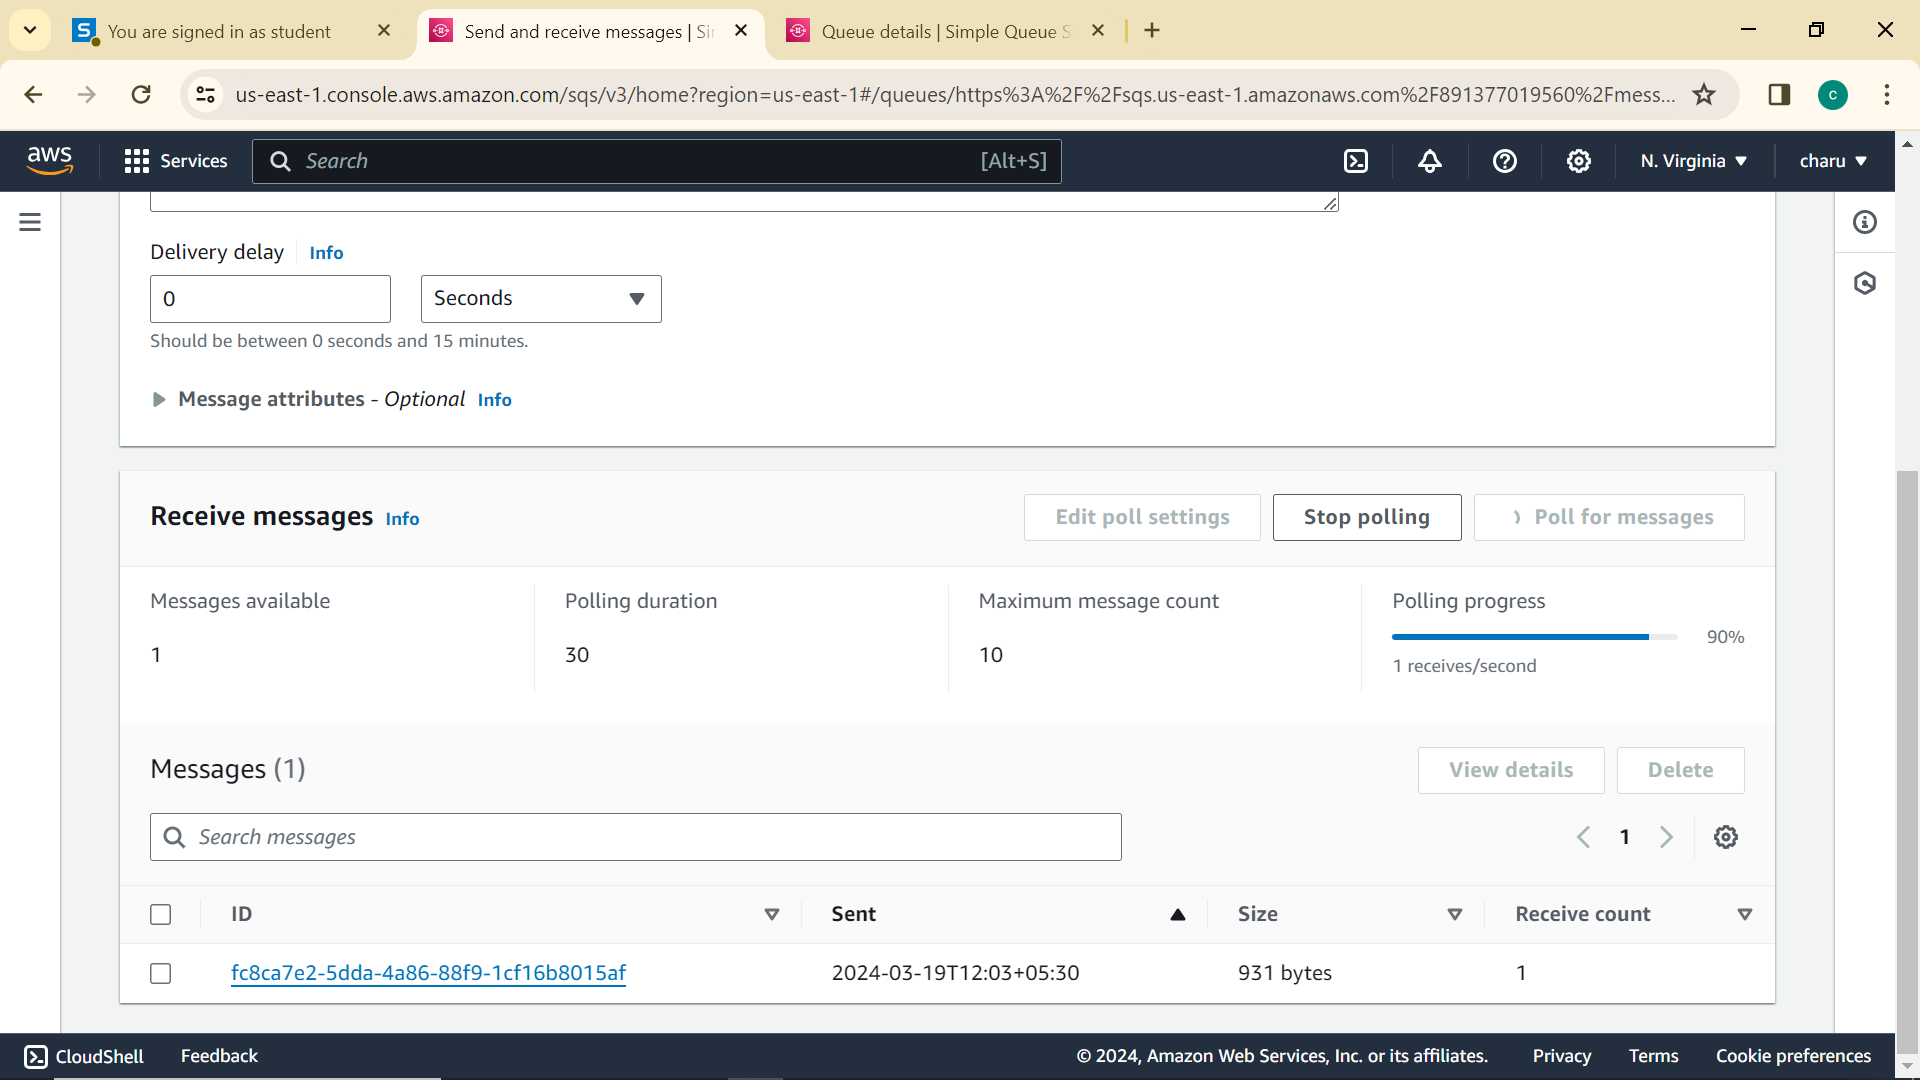 You are signed in as student
Send and receive messages | Sir
Queue details | Simple Queue S
us-east-1.console.aws.amazon.com/sqs/v3/home?region=us-east-1#/queues/https%3A%2F%2Fsqs.us-east-1.amazonaws.com%2F891377019560%2Fmess...
C
aws
Services
Search
[Alt+S]
N. Virginia
charu
Delivery delay Info
0
Seconds
Should be between 0 seconds and 15 minutes.
Message attributes - Optional Info
Receive messages Info
Edit poll settings
Stop polling
Poll for messages
Messages available
1
Polling duration
30
Maximum message count
10
Polling progress
90%
1 receives/second
Messages (1)
View details
Delete
Search messages
1
ID Sent Size Receive count
fc8ca7e2-5dda-4a86-88f9-1cf16b8015af 2024-03-19T12:03+05:30 931 bytes 1
CloudShell Feedback © 2024, Amazon Web Services, Inc. or its affiliates. Privacy Terms Cookie preferences